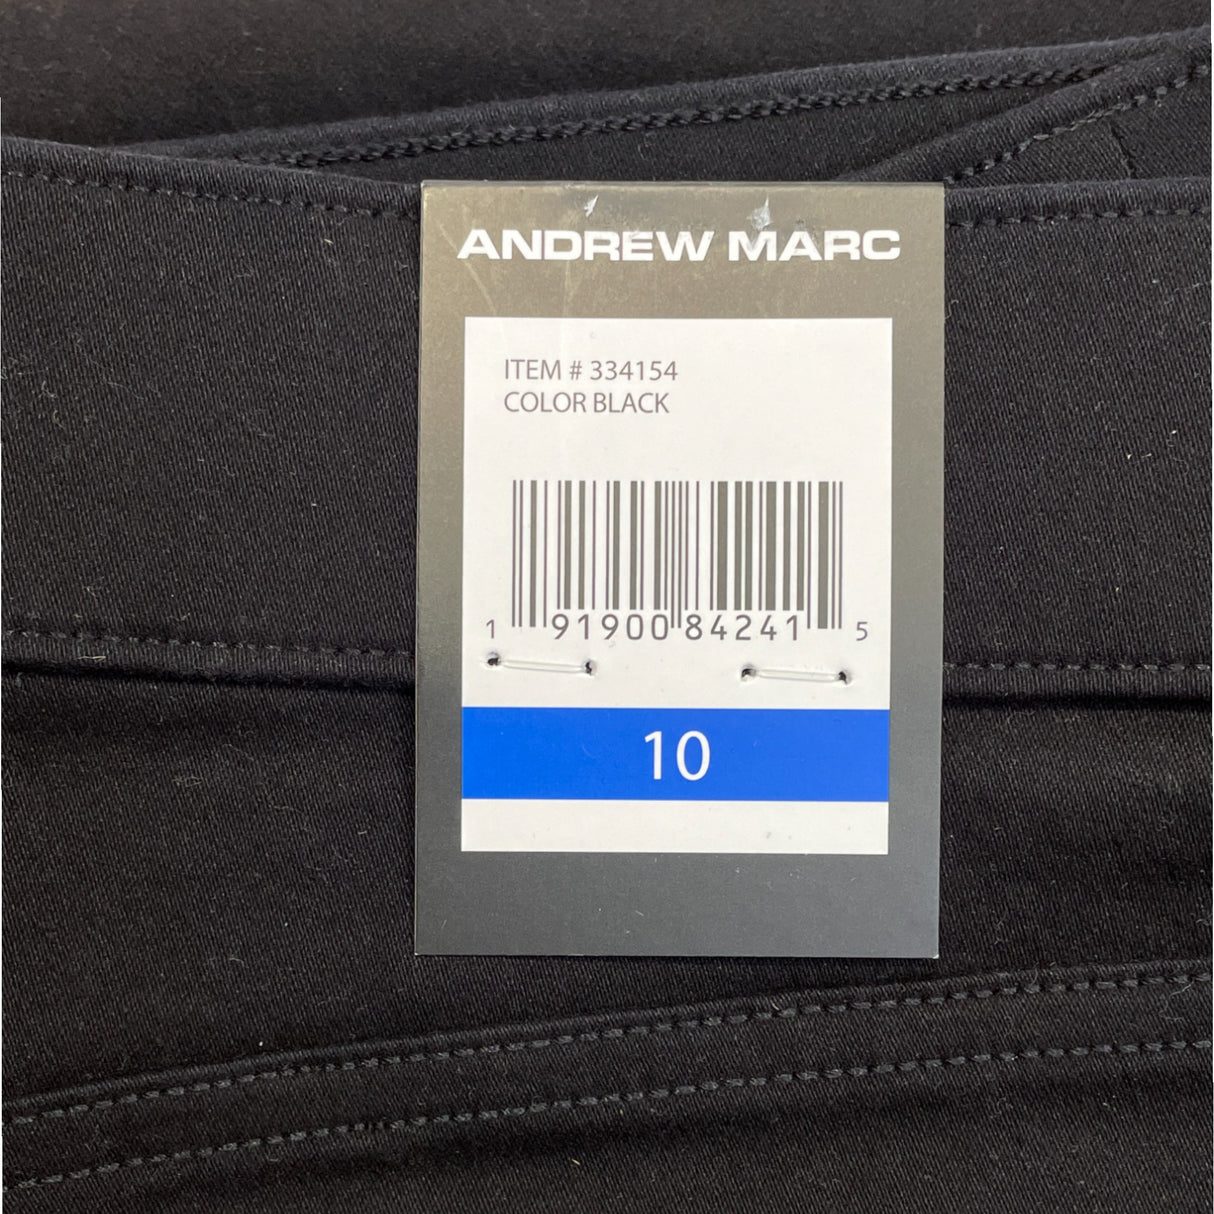 ANDREW MARC
ITEM # 334154
COLOR BLACK
1 91900 84241 5
10